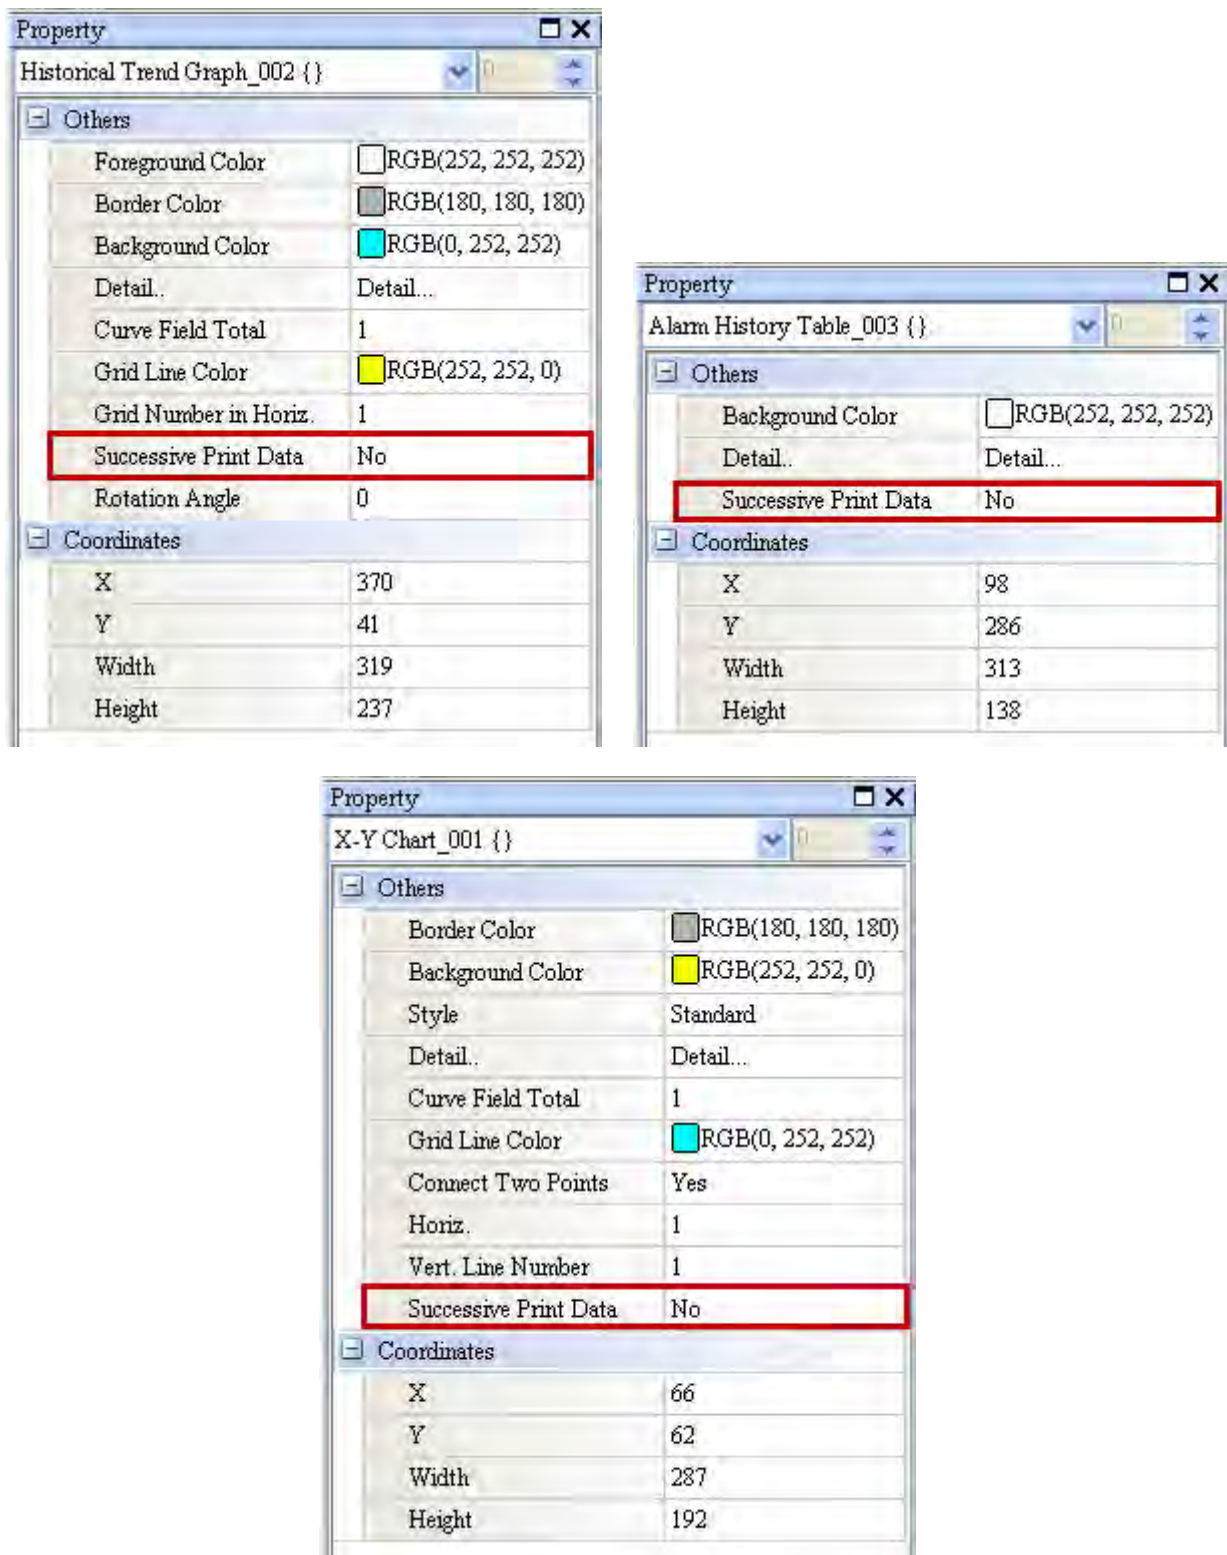 Property
Historical Trend Graph_002 {}
0
Others
Foreground Color RGB(252, 252, 252)
Border Color RGB(180, 180, 180)
Background Color RGB(0, 252, 252)
Detail.. Detail...
Curve Field Total 1
Grid Line Color RGB(252, 252, 0)
Grid Number in Horiz. 1
Successive Print Data No
Rotation Angle 0
Coordinates
X 370
Y 41
Width 319
Height 237
Property
Alarm History Table_003 {}
0
Others
Background Color RGB(252, 252, 252)
Detail.. Detail...
Successive Print Data No
Coordinates
X 98
Y 286
Width 313
Height 138
Property
X-Y Chart_001 {}
0
Others
Border Color RGB(180, 180, 180)
Background Color RGB(252, 252, 0)
Style Standard
Detail.. Detail...
Curve Field Total 1
Grid Line Color RGB(0, 252, 252)
Connect Two Points Yes
Horiz. 1
Vert. Line Number 1
Successive Print Data No
Coordinates
X 66
Y 62
Width 287
Height 192